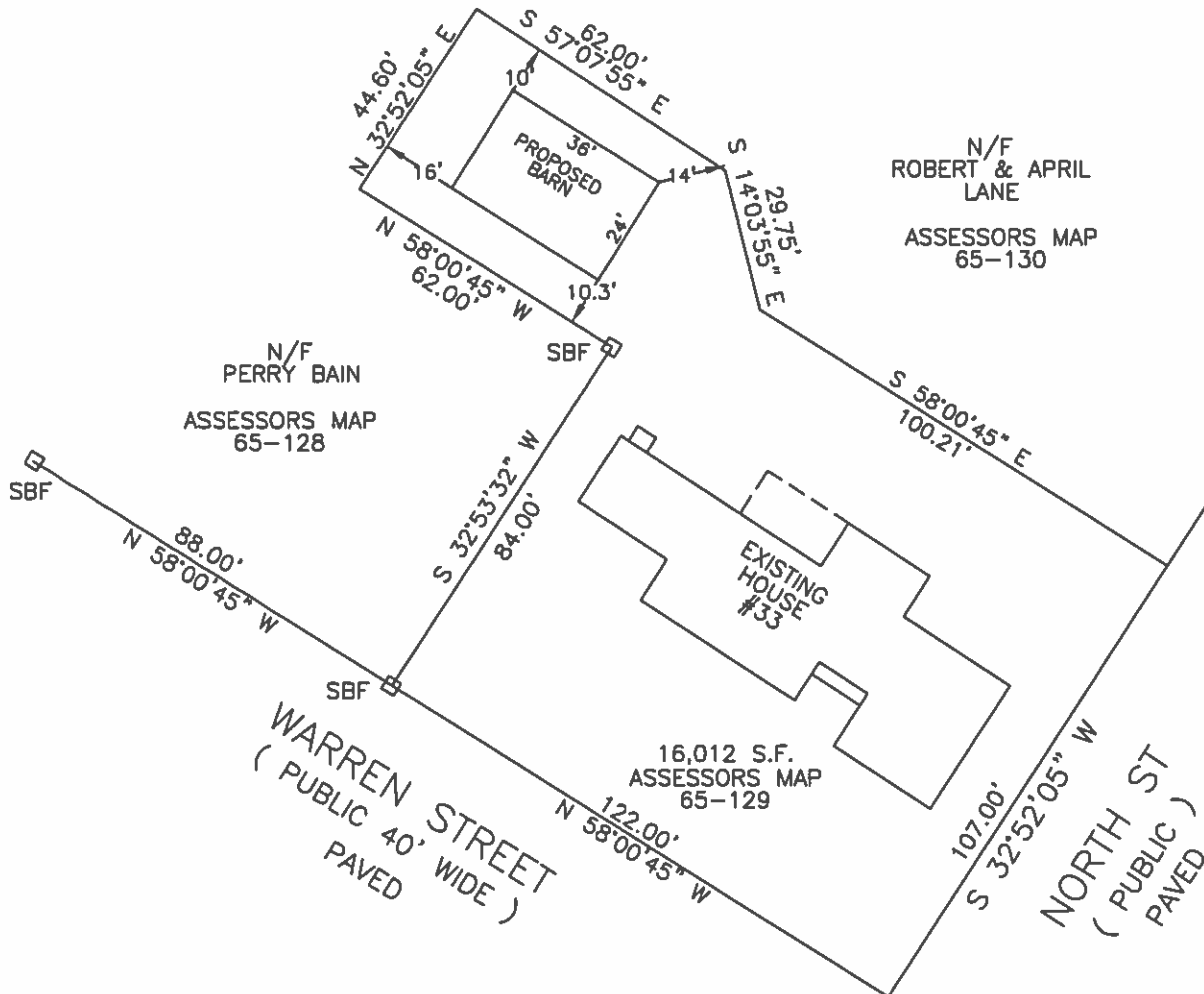 S 57°07'55" E
62.00'
44.60'
N 32°52'05" E
10'
36'
PROPOSED
BARN
16'
14'
24'
10.3'
S 14°03'55" E
29.75'
N/F
ROBERT & APRIL
LANE
ASSESSORS MAP
65-130
N 58°00'45" W
62.00'
SBF
N/F
PERRY BAIN
ASSESSORS MAP
65-128
SBF
S 58°00'45" E
100.21'
S 32°53'32" W
84.00'
88.00'
N 58°00'45" W
EXISTING
HOUSE
#33
SBF
WARREN STREET
( PUBLIC 40' WIDE )
PAVED
16,012 S.F.
ASSESSORS MAP
65-129
122.00'
N 58°00'45" W
107.00'
S 32°52'05" W
NORTH ST
( PUBLIC )
PAVED